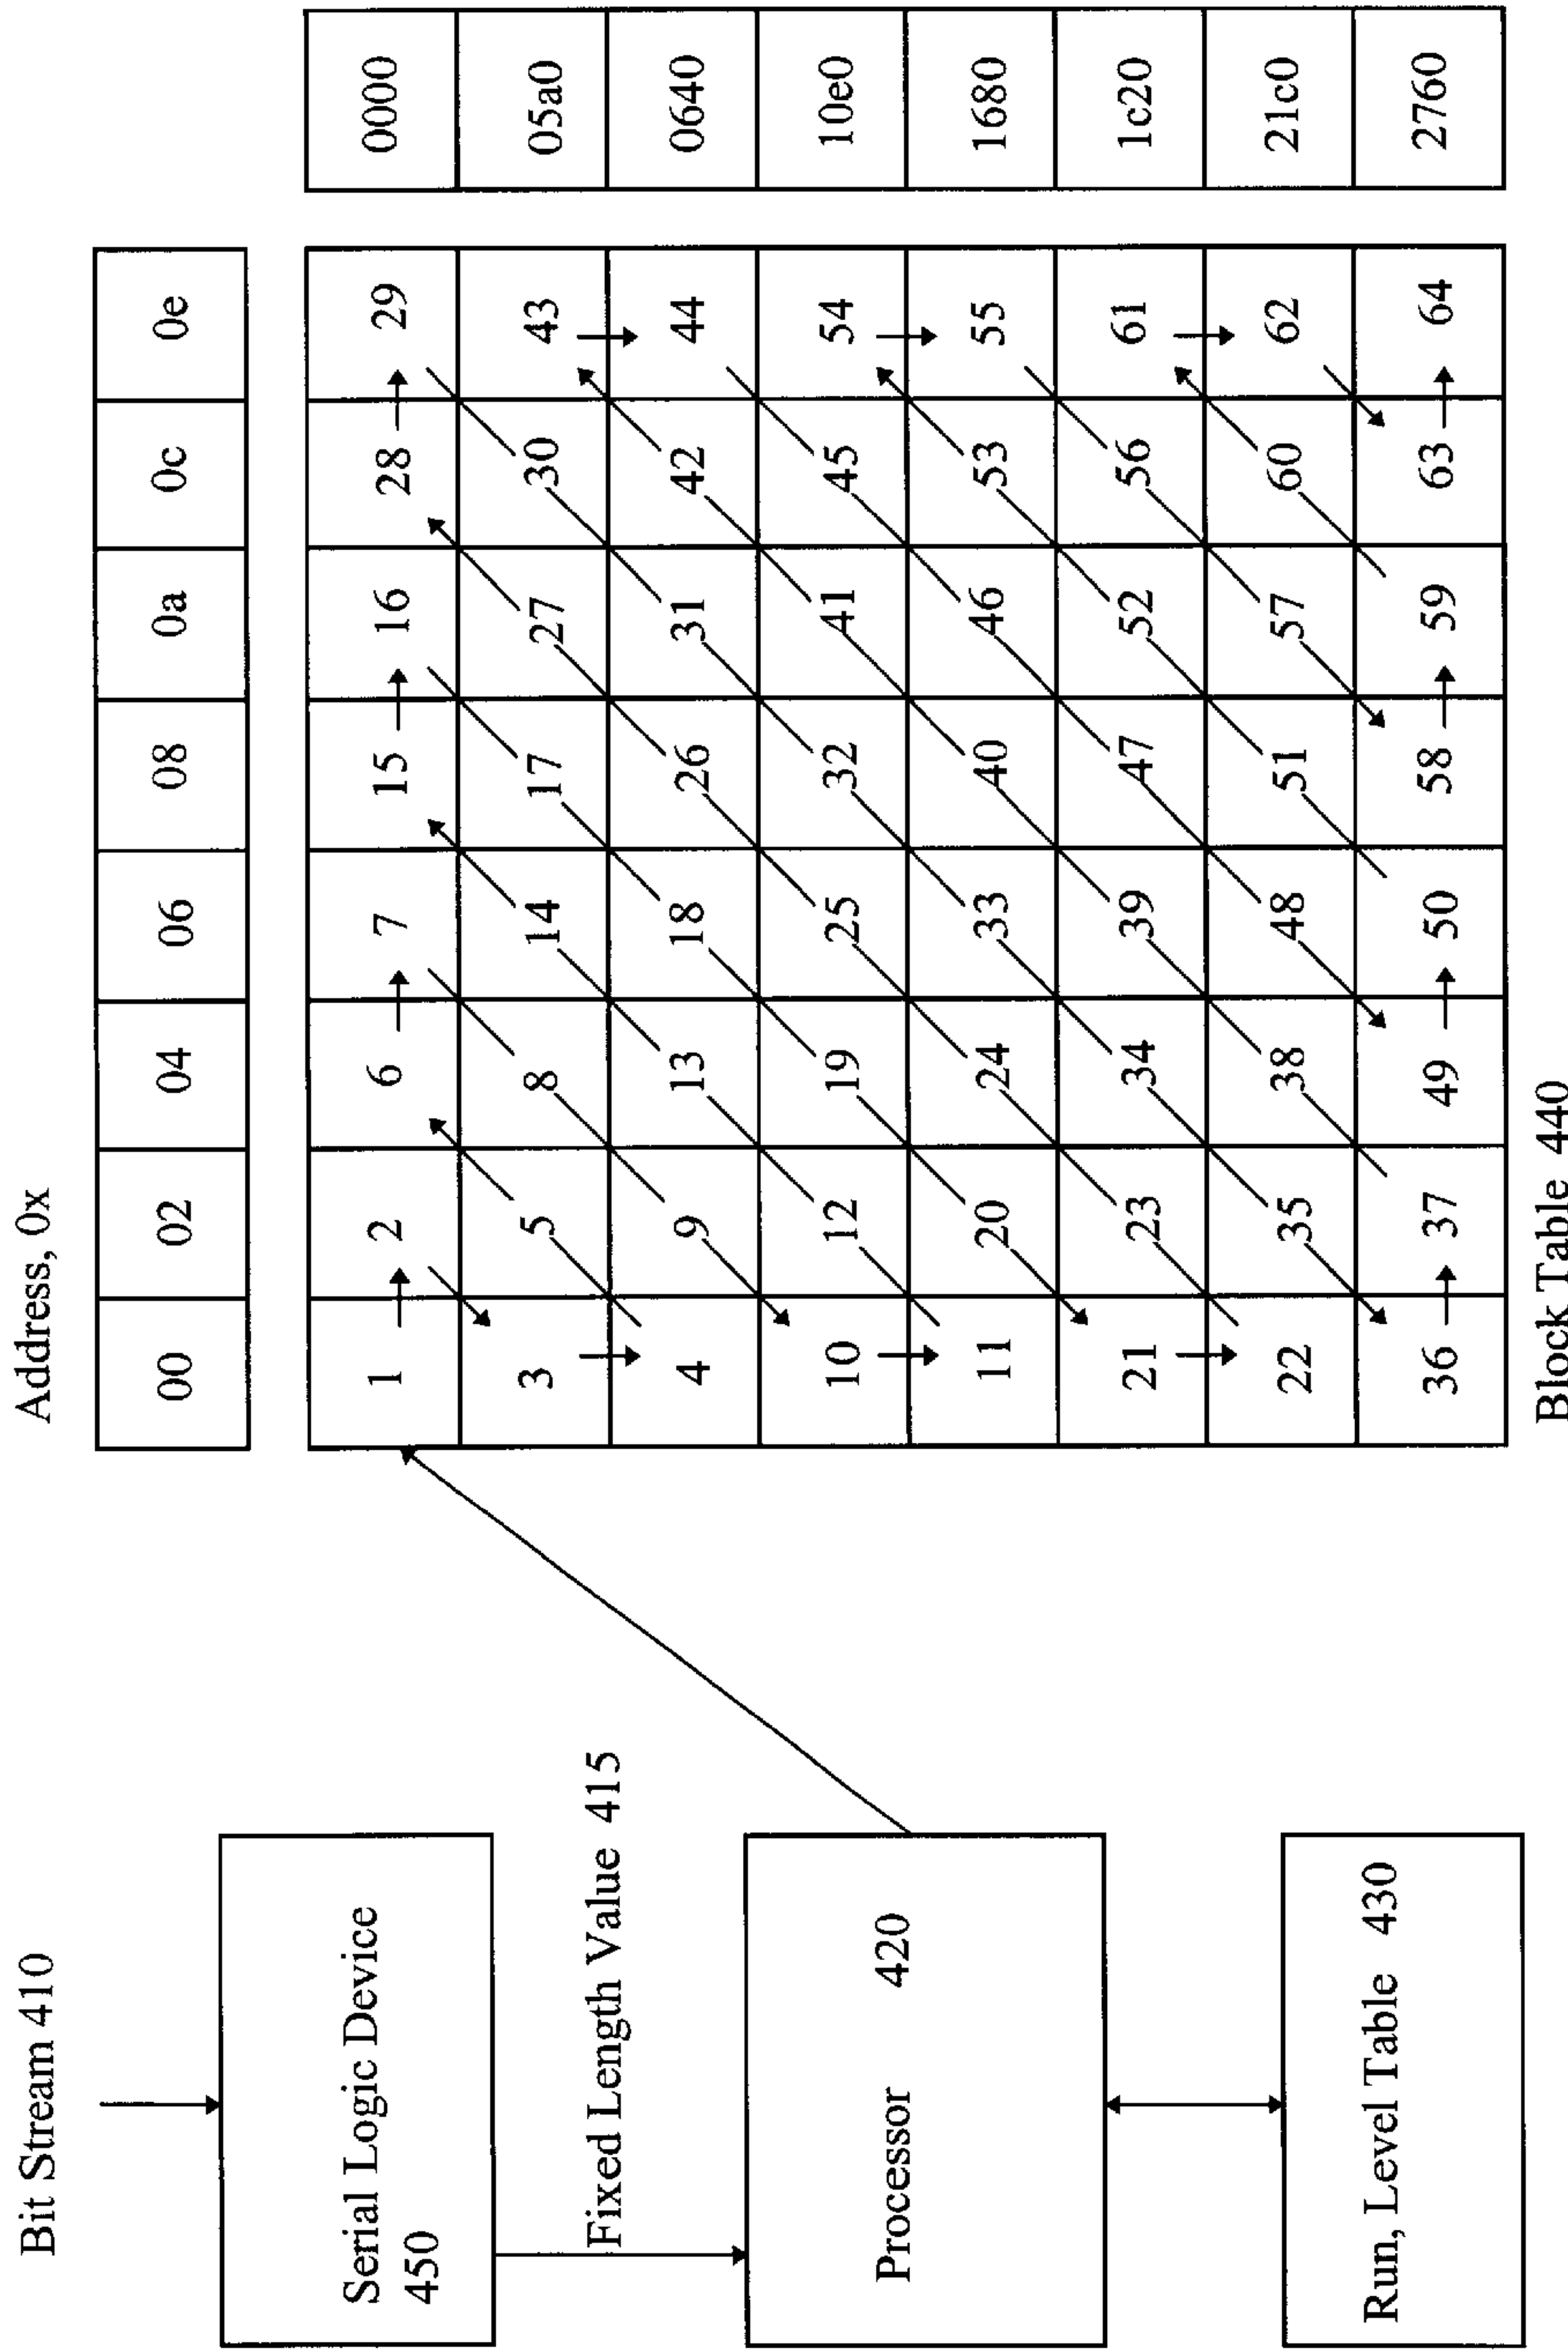 Bit Stream 410
Serial Logic Device
450
Fixed Length Value 415
Processor 420
Run, Level Table 430
Address, 0x
00 02 04 06 08 0a 0c 0e
1 2 6 7 15 16 28 29 0000
3 5 8 14 17 27 30 43 05a0
4 9 13 18 26 31 42 44 0640
10 12 19 25 32 41 45 54 10e0
11 20 24 33 40 46 53 55 1680
21 23 34 39 47 52 56 61 1c20
22 35 38 48 51 57 60 62 21c0
36 37 49 50 58 59 63 64 2760
Block Table 440